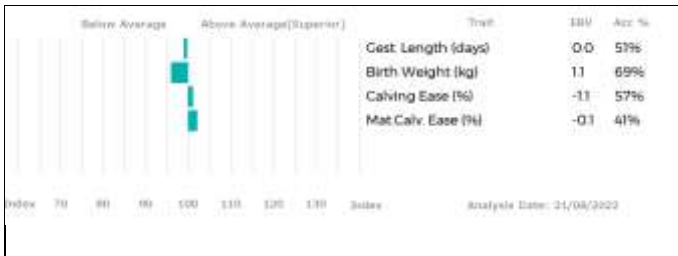 Below Average Above Average(Superior) Trait EBV Acc %
Gest. Length (days) 0.0 51%
Birth Weight (kg) 1.1 69%
Calving Ease (%) -1.1 57%
Mat.Calv. Ease (%) -0.1 41%
Index 70 80 90 100 110 120 130 Index Analysis Date: 21/08/2022